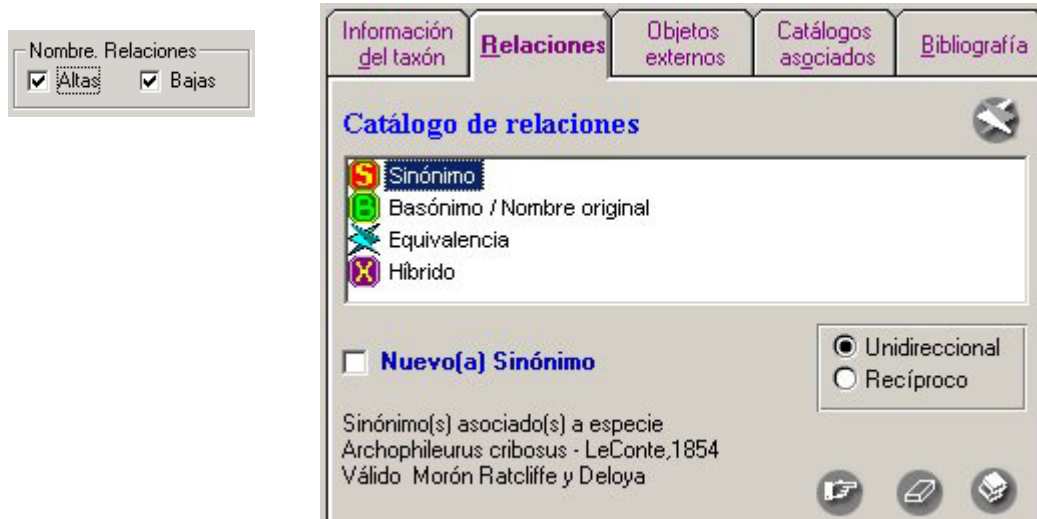 Nombre. Relaciones
Altas Bajas
Información del taxón
Relaciones
Objetos externos
Catálogos asociados
Bibliografía
Catálogo de relaciones
S Sinónimo
B Basónimo / Nombre original
Equivalencia
X Híbrido
Nuevo(a) Sinónimo
Unidireccional
Recíproco
Sinónimo(s) asociado(s) a especie
Archophileurus cribosus - LeConte,1854
Válido Morón Ratcliffe y Deloya